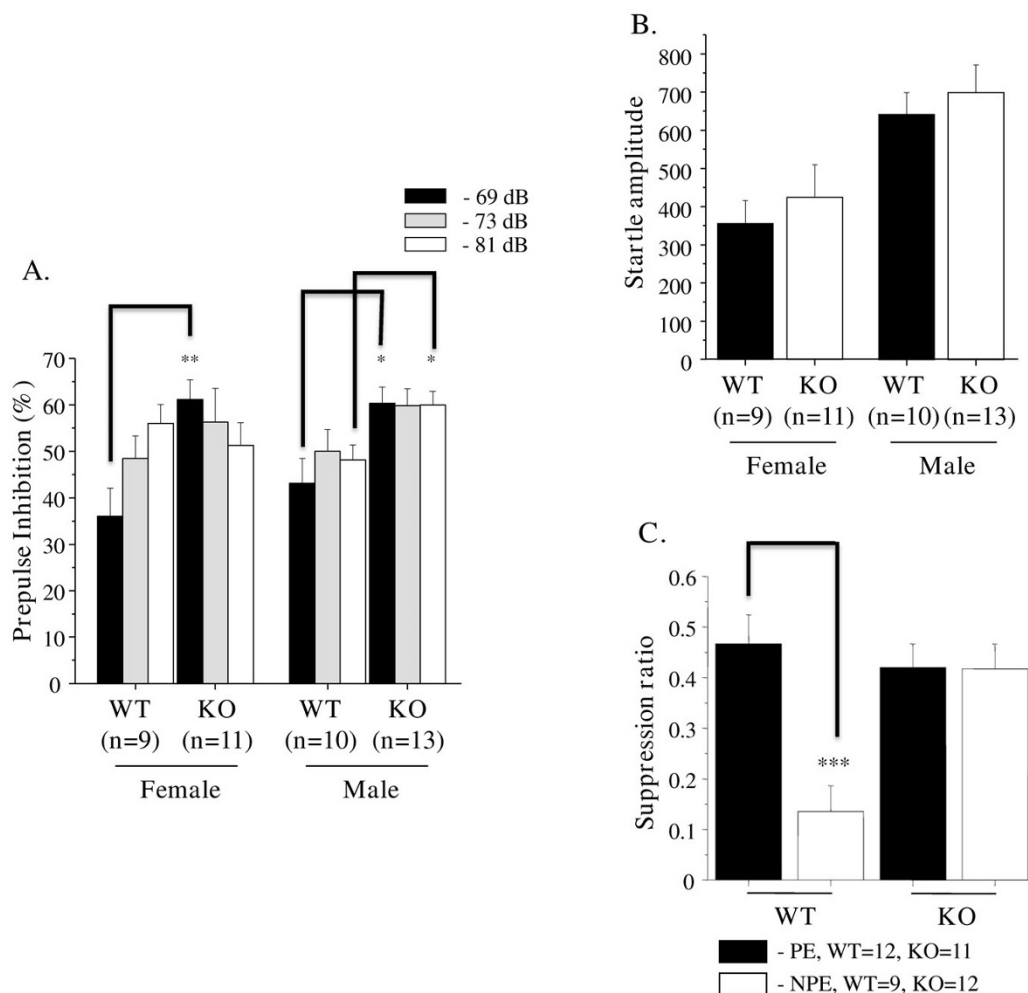 - 69 dB
- 73 dB
- 81 dB
A.
Prepulse Inhibition (%)
70
60
50
40
30
20
10
0
** * *
WT KO WT KO
(n=9) (n=11) (n=10) (n=13)
Female Male
B.
Startle amplitude
800
700
600
500
400
300
200
100
0
WT KO WT KO
(n=9) (n=11) (n=10) (n=13)
Female Male
C.
Suppression ratio
0.6
0.5
0.4
0.3
0.2
0.1
0
***
WT KO
- PE, WT=12, KO=11
- NPE, WT=9, KO=12